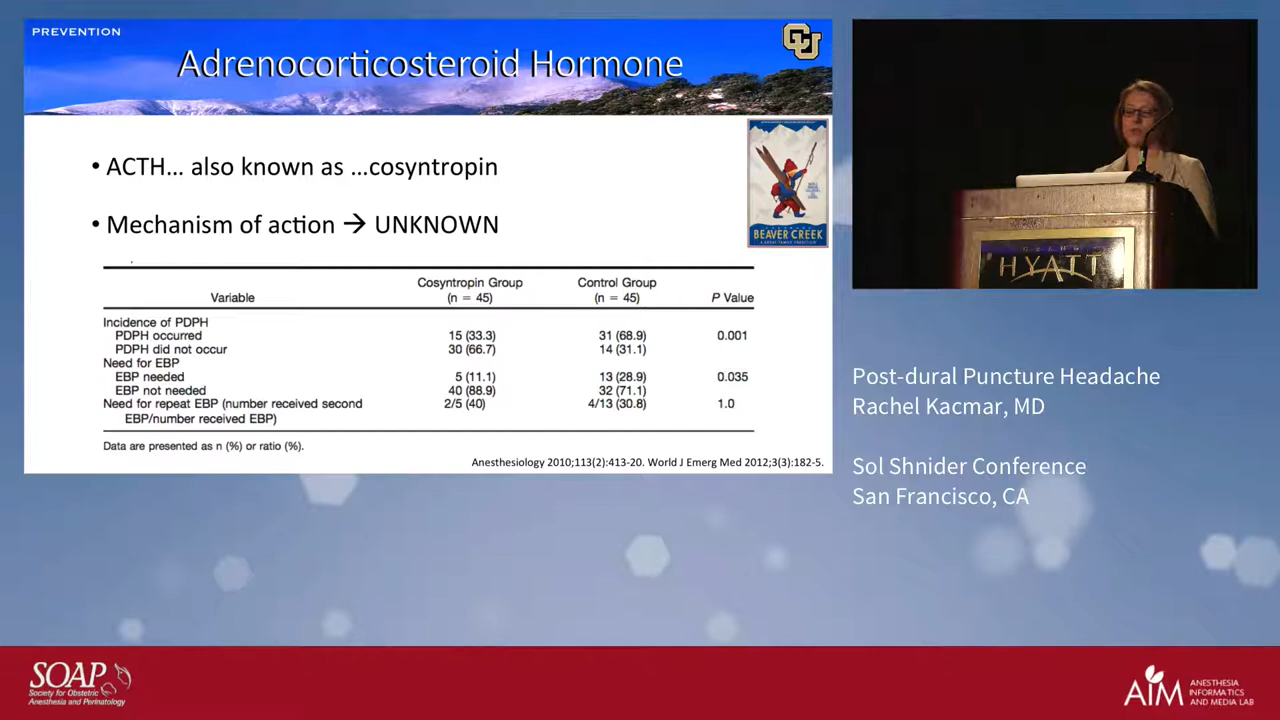 PREVENTION
Adrenocorticosteroid Hormone
• ACTH… also known as …cosyntropin
• Mechanism of action → UNKNOWN
BEAVER CREEK
Variable Cosyntropin Group (n = 45) Control Group (n = 45) P Value
Incidence of PDPH
PDPH occurred 15 (33.3) 31 (68.9) 0.001
PDPH did not occur 30 (66.7) 14 (31.1)
Need for EBP
EBP needed 5 (11.1) 13 (28.9) 0.035
EBP not needed 40 (88.9) 32 (71.1)
Need for repeat EBP (number received second 2/5 (40) 4/13 (30.8) 1.0
EBP/number received EBP)
Data are presented as n (%) or ratio (%).
Anesthesiology 2010;113(2):413-20. World J Emerg Med 2012;3(3):182-5.
GRAND
HYATT
Post-dural Puncture Headache
Rachel Kacmar, MD
Sol Shnider Conference
San Francisco, CA
SOAP
Society for Obstetric
Anesthesia and Perinatology
AIM
ANESTHESIA
INFORMATICS
AND MEDIA LAB